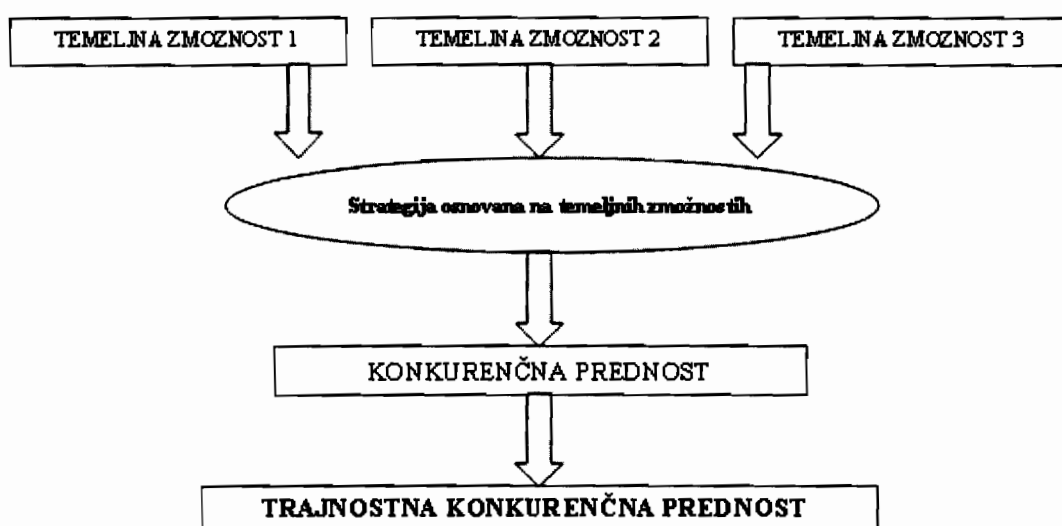 TEMELJNA ZMOZNOST 1
TEMELJNA ZMOZNOST 2
TEMELJNA ZMOZNOST 3
Strategija osnovana na temeljnih zmožnostih
KONKURENČNA PREDNOST
TRAJNOSTNA KONKURENČNA PREDNOST